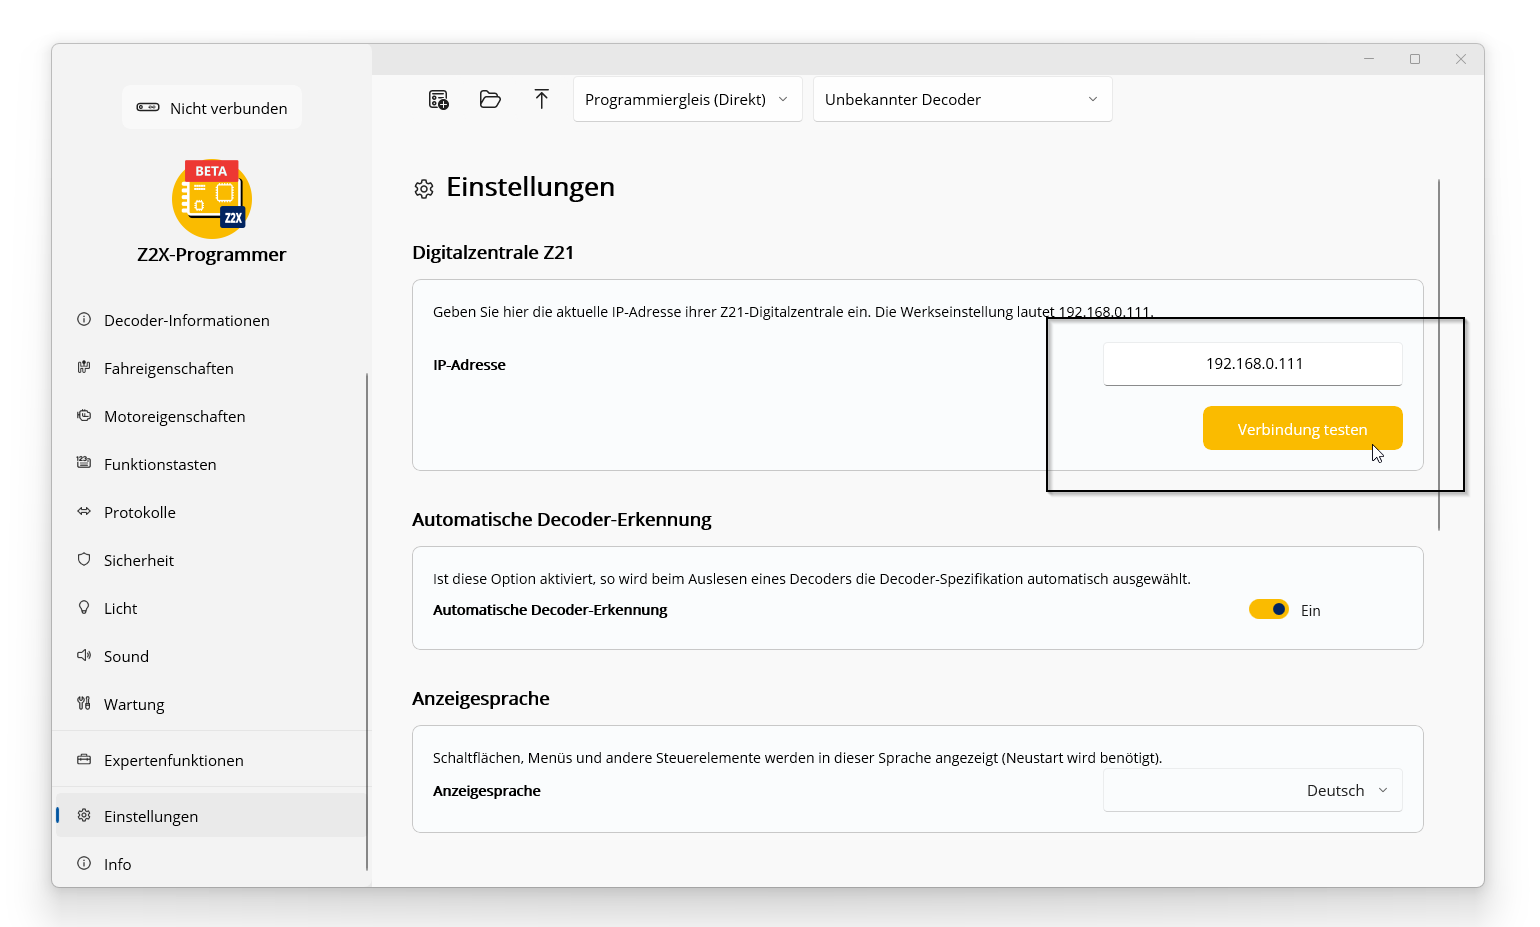 Nicht verbunden
BETA
Z2X
Z2X-Programmer
Decoder-Informationen
Fahreigenschaften
Motoreigenschaften
123
Funktionstasten
Protokolle
Sicherheit
Licht
Sound
Wartung
Expertenfunktionen
Einstellungen
Info
Programmiergleis (Direkt)
Unbekannter Decoder
Einstellungen
Digitalzentrale Z21
Geben Sie hier die aktuelle IP-Adresse ihrer Z21-Digitalzentrale ein. Die Werkseinstellung lautet 192.168.0.111.
IP-Adresse
192.168.0.111
Verbindung testen
Automatische Decoder-Erkennung
Ist diese Option aktiviert, so wird beim Auslesen eines Decoders die Decoder-Spezifikation automatisch ausgewählt.
Automatische Decoder-Erkennung
Ein
Anzeigesprache
Schaltflächen, Menüs und andere Steuerelemente werden in dieser Sprache angezeigt (Neustart wird benötigt).
Anzeigesprache
Deutsch